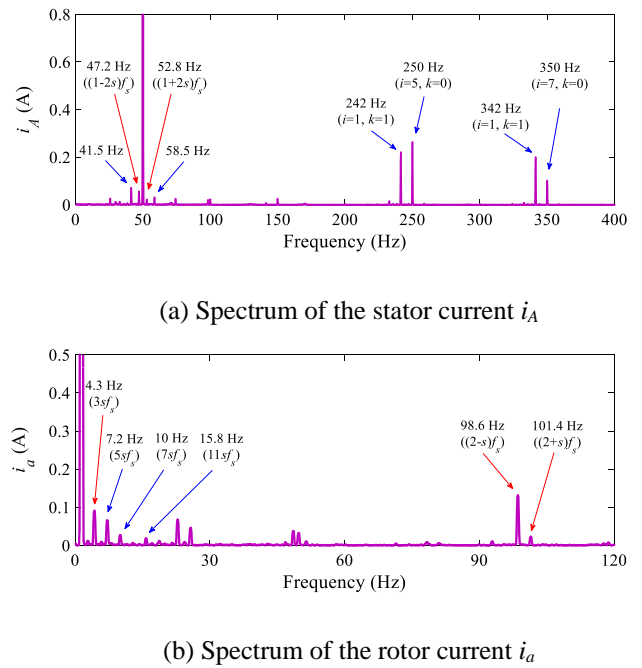 0.8
0.6
0.4
0.2
0
i_A (A)
47.2 Hz
((1-2s)f_s)
52.8 Hz
((1+2s)f_s)
41.5 Hz
58.5 Hz
242 Hz
(i=1, k=1)
250 Hz
(i=5, k=0)
342 Hz
(i=1, k=1)
350 Hz
(i=7, k=0)
0 50 100 150 200 250 300 350 400
Frequency (Hz)
(a) Spectrum of the stator current i_A
0.5
0.4
0.3
0.2
0.1
0
i_a (A)
4.3 Hz
(3sf_s)
7.2 Hz
(5sf_s)
10 Hz
(7sf_s)
15.8 Hz
(11sf_s)
98.6 Hz
((2-s)f_s)
101.4 Hz
((2+s)f_s)
0 30 60 90 120
Frequency (Hz)
(b) Spectrum of the rotor current i_a